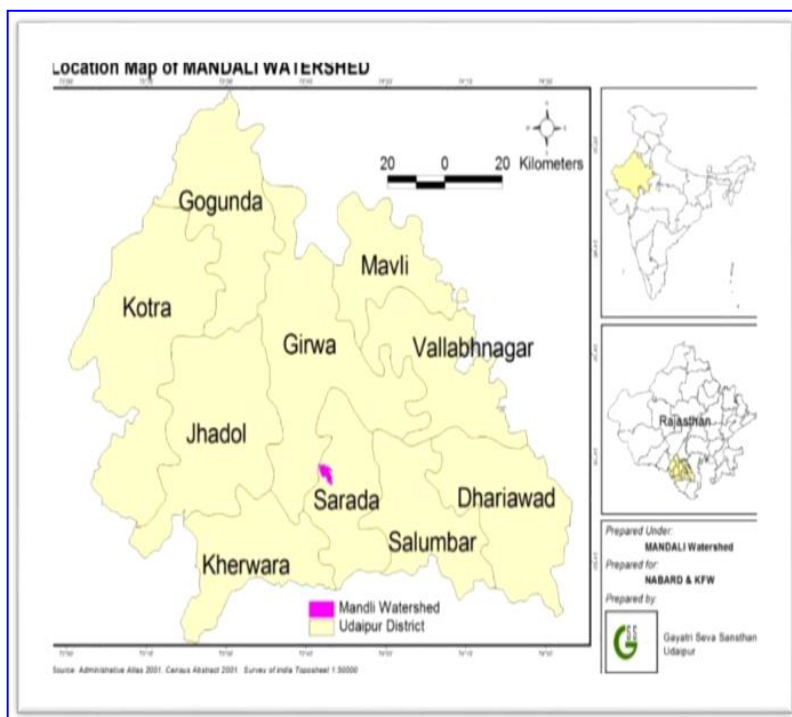 Location Map of MANDALI WATERSHED
20 0 20
Kilometers
Gogunda
Mavli
Kotra
Girwa
Vallabhnagar
Jhadol
Sarada
Dhariawad
Salumbar
Kherwara
Mandli Watershed
Udaipur District
Rajasthan
Prepared Under:
MANDALI Watershed
Prepared for:
NABARD & KFW
Prepared by:
Gayatri Seva Sansthan
Udaipur
Source: Administrative Atlas 2001, Census Abstract 2001 Survey of India Toposheet 1:50000